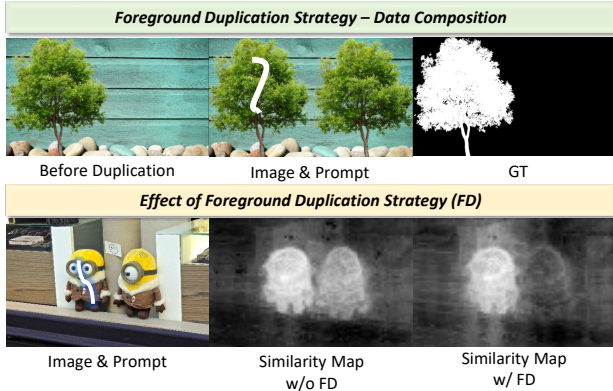 Foreground Duplication Strategy – Data Composition
Before Duplication
Image & Prompt
GT
Effect of Foreground Duplication Strategy (FD)
Image & Prompt
Similarity Map
w/o FD
Similarity Map
w/ FD